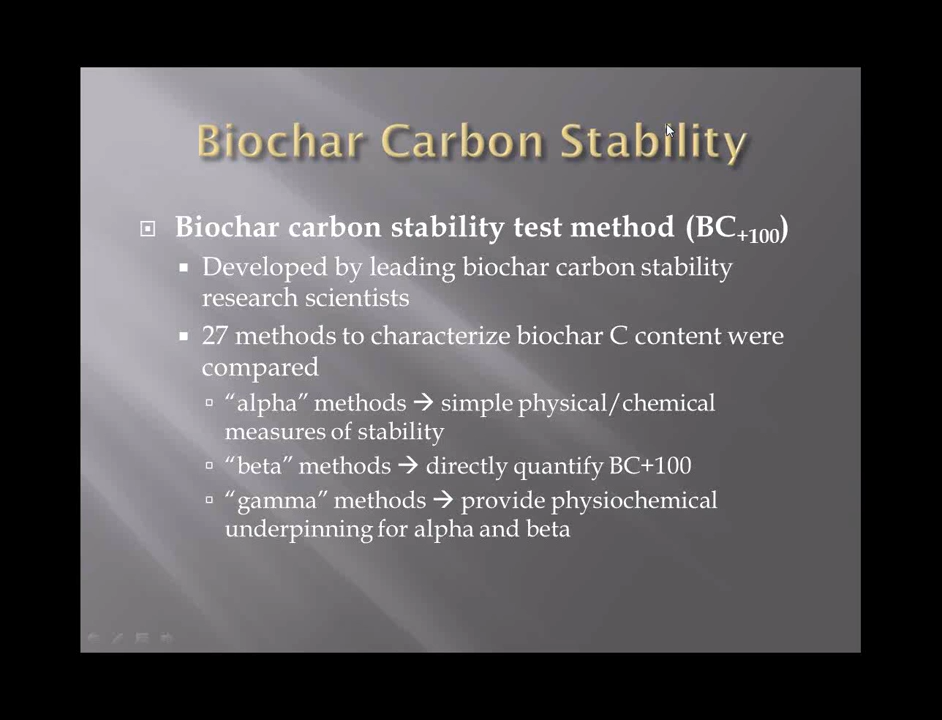 Biochar Carbon Stability
Biochar carbon stability test method (BC+100)
Developed by leading biochar carbon stability
research scientists
27 methods to characterize biochar C content were
compared
“alpha” methods → simple physical/chemical
measures of stability
“beta” methods → directly quantify BC+100
“gamma” methods → provide physiochemical
underpinning for alpha and beta